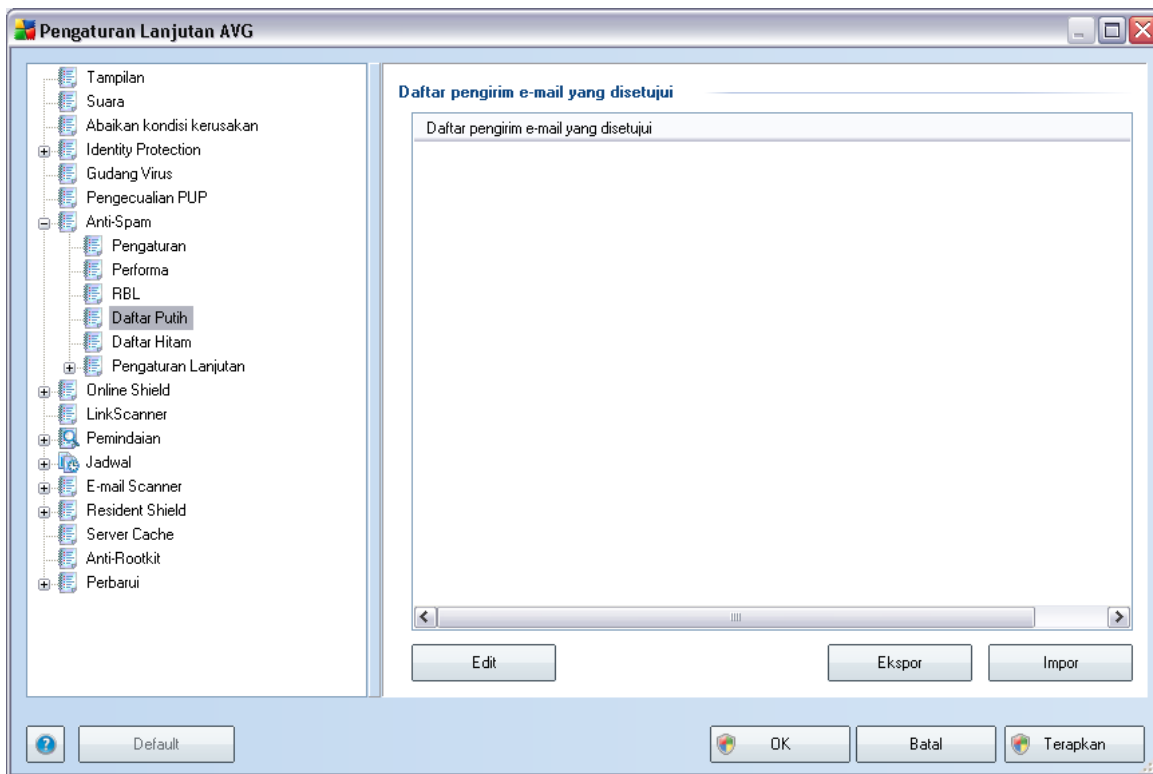 Pengaturan Lanjutan AVG
Tampilan
Suara
Abaikan kondisi kerusakan
Identity Protection
Gudang Virus
Pengecualian PUP
Anti-Spam
Pengaturan
Performa
RBL
Daftar Putih
Daftar Hitam
Pengaturan Lanjutan
Online Shield
LinkScanner
Pemindaian
Jadwal
E-mail Scanner
Resident Shield
Server Cache
Anti-Rootkit
Perbarui
Daftar pengirim e-mail yang disetujui
Daftar pengirim e-mail yang disetujui
Edit
Ekspor
Impor
Default
OK
Batal
Terapkan